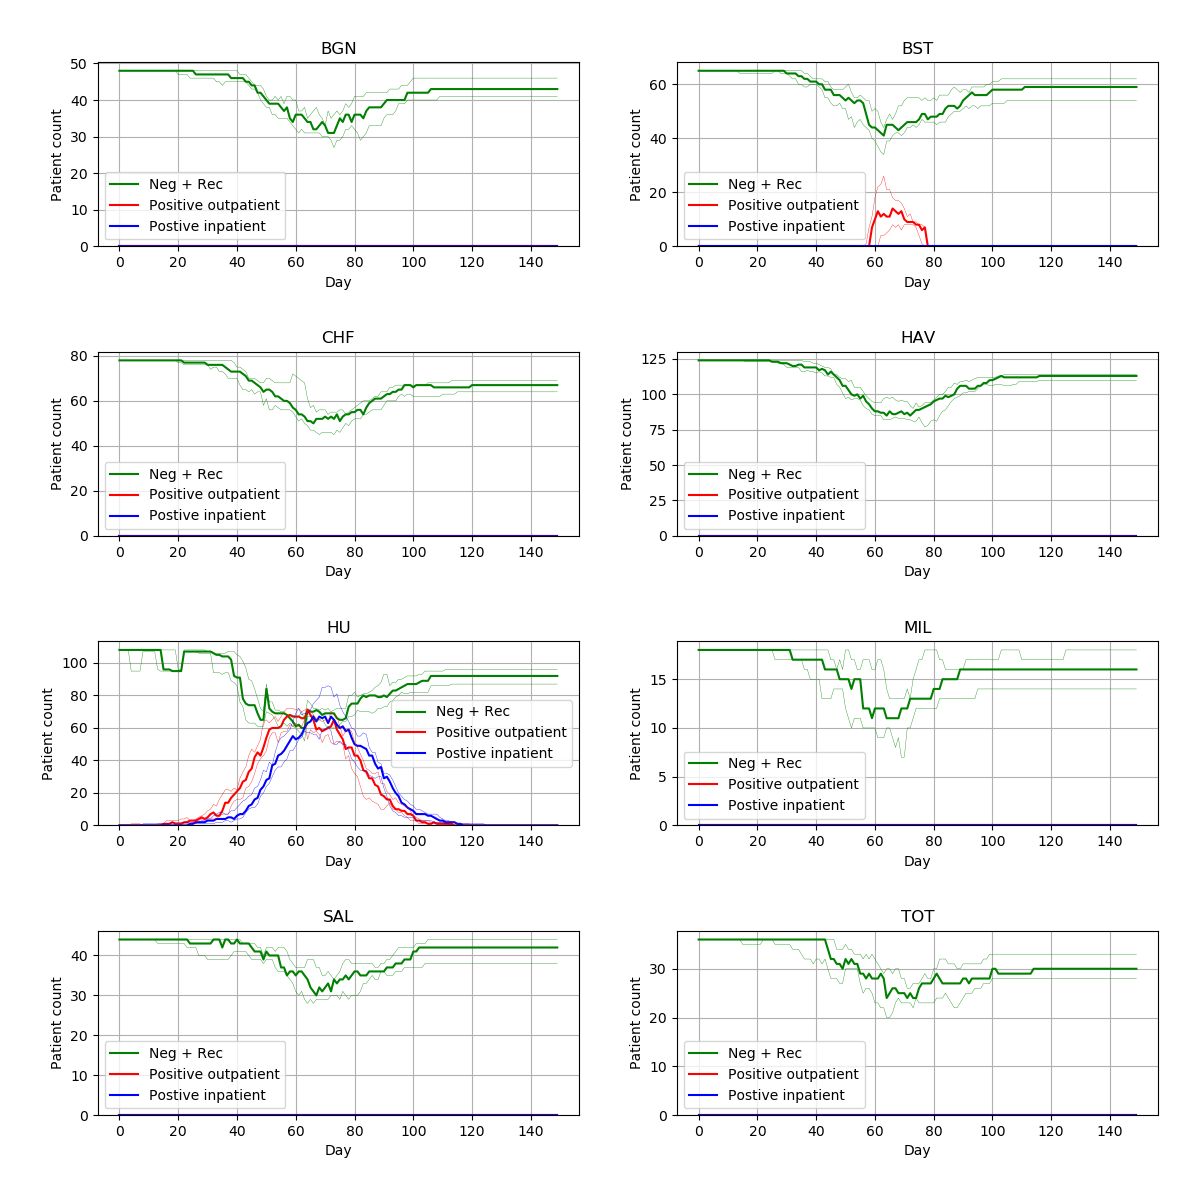 BGN
BST
Patient count
50
40
30
20
10
0
Neg + Rec
Positive outpatient
Postive inpatient
0 20 40 60 80 100 120 140
Day
Patient count
60
40
20
0
Neg + Rec
Positive outpatient
Postive inpatient
0 20 40 60 80 100 120 140
Day
CHF
HAV
Patient count
80
60
40
20
0
Neg + Rec
Positive outpatient
Postive inpatient
0 20 40 60 80 100 120 140
Day
Patient count
125
100
75
50
25
0
Neg + Rec
Positive outpatient
Postive inpatient
0 20 40 60 80 100 120 140
Day
HU
MIL
Patient count
100
80
60
40
20
0
Neg + Rec
Positive outpatient
Postive inpatient
0 20 40 60 80 100 120 140
Day
Patient count
15
10
5
0
Neg + Rec
Positive outpatient
Postive inpatient
0 20 40 60 80 100 120 140
Day
SAL
TOT
Patient count
40
30
20
10
0
Neg + Rec
Positive outpatient
Postive inpatient
0 20 40 60 80 100 120 140
Day
Patient count
30
20
10
0
Neg + Rec
Positive outpatient
Postive inpatient
0 20 40 60 80 100 120 140
Day